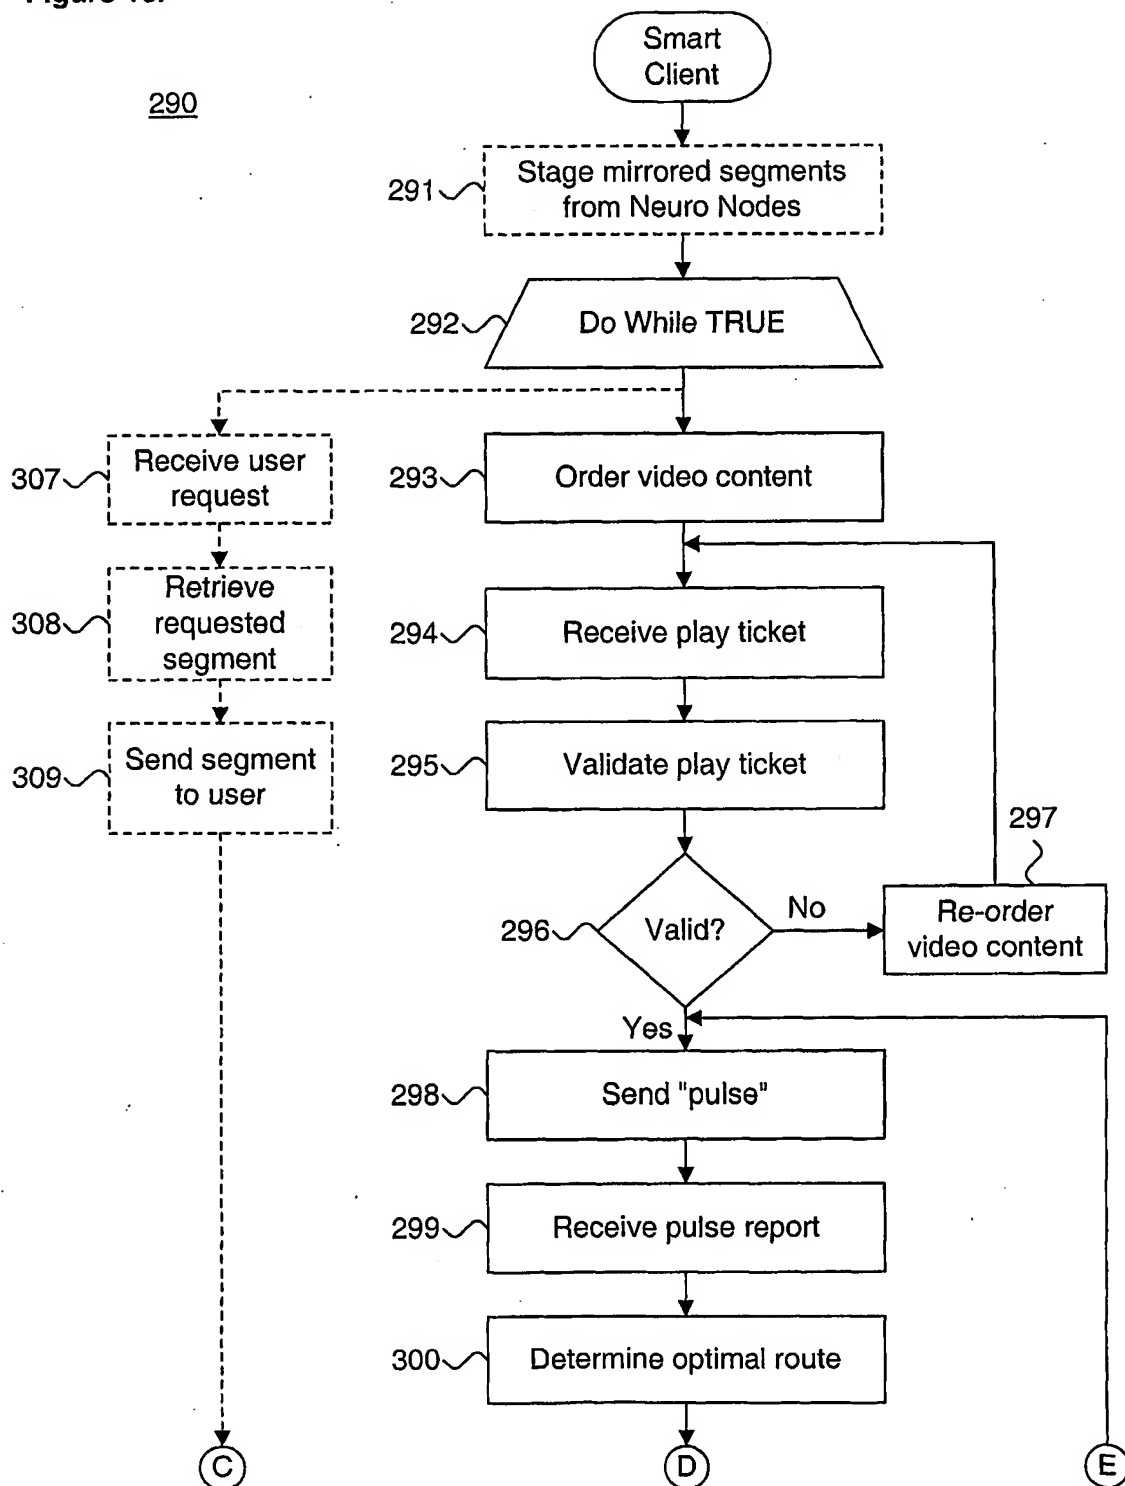 Smart
Client
290
291
Stage mirrored segments
from Neuro Nodes
292
Do While TRUE
307
Receive user
request
293
Order video content
308
Retrieve
requested
segment
294
Receive play ticket
309
Send segment
to user
295
Validate play ticket
297
296
Valid?
No
Re-order
video content
Yes
298
Send "pulse"
299
Receive pulse report
300
Determine optimal route
C
D
E